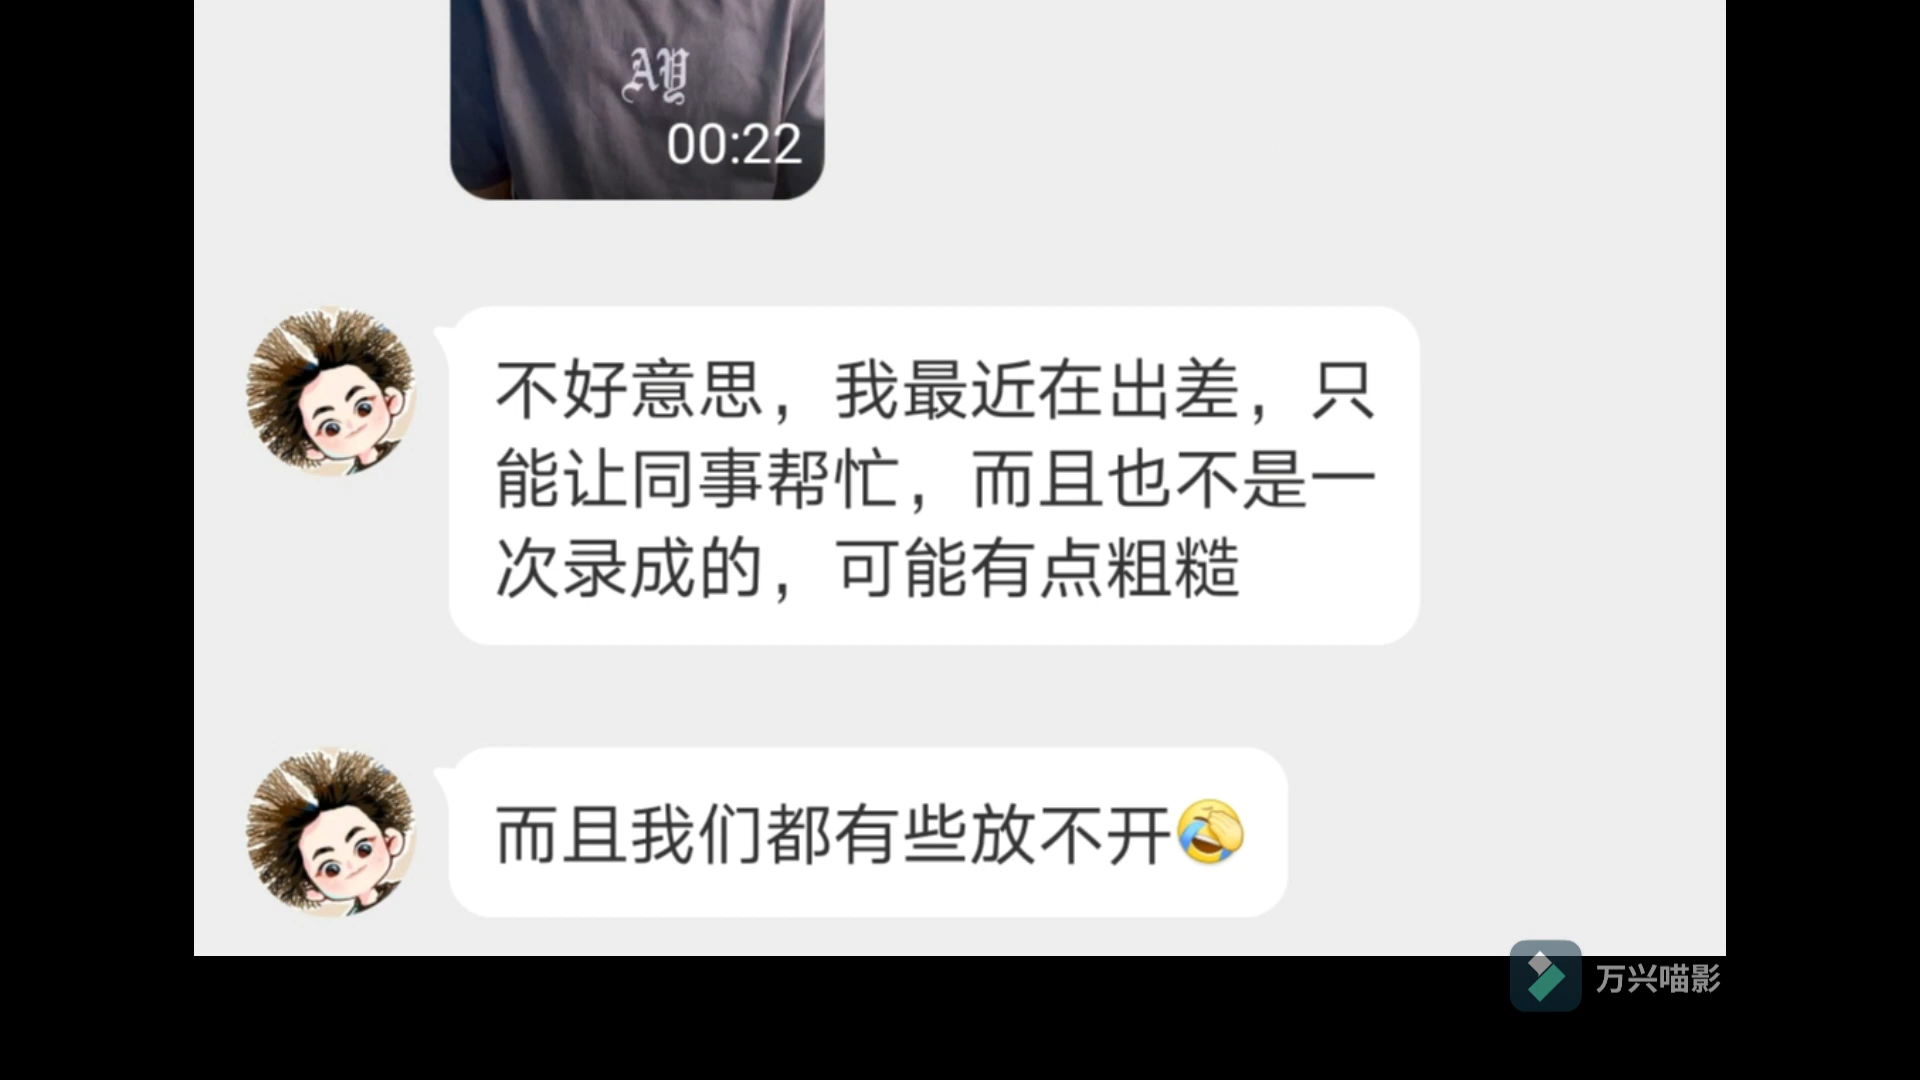 AY
00:22
不好意思，我最近在出差，只
能让同事帮忙，而且也不是一
次录成的，可能有点粗糙
而且我们都有些放不开🤣
万兴喵影